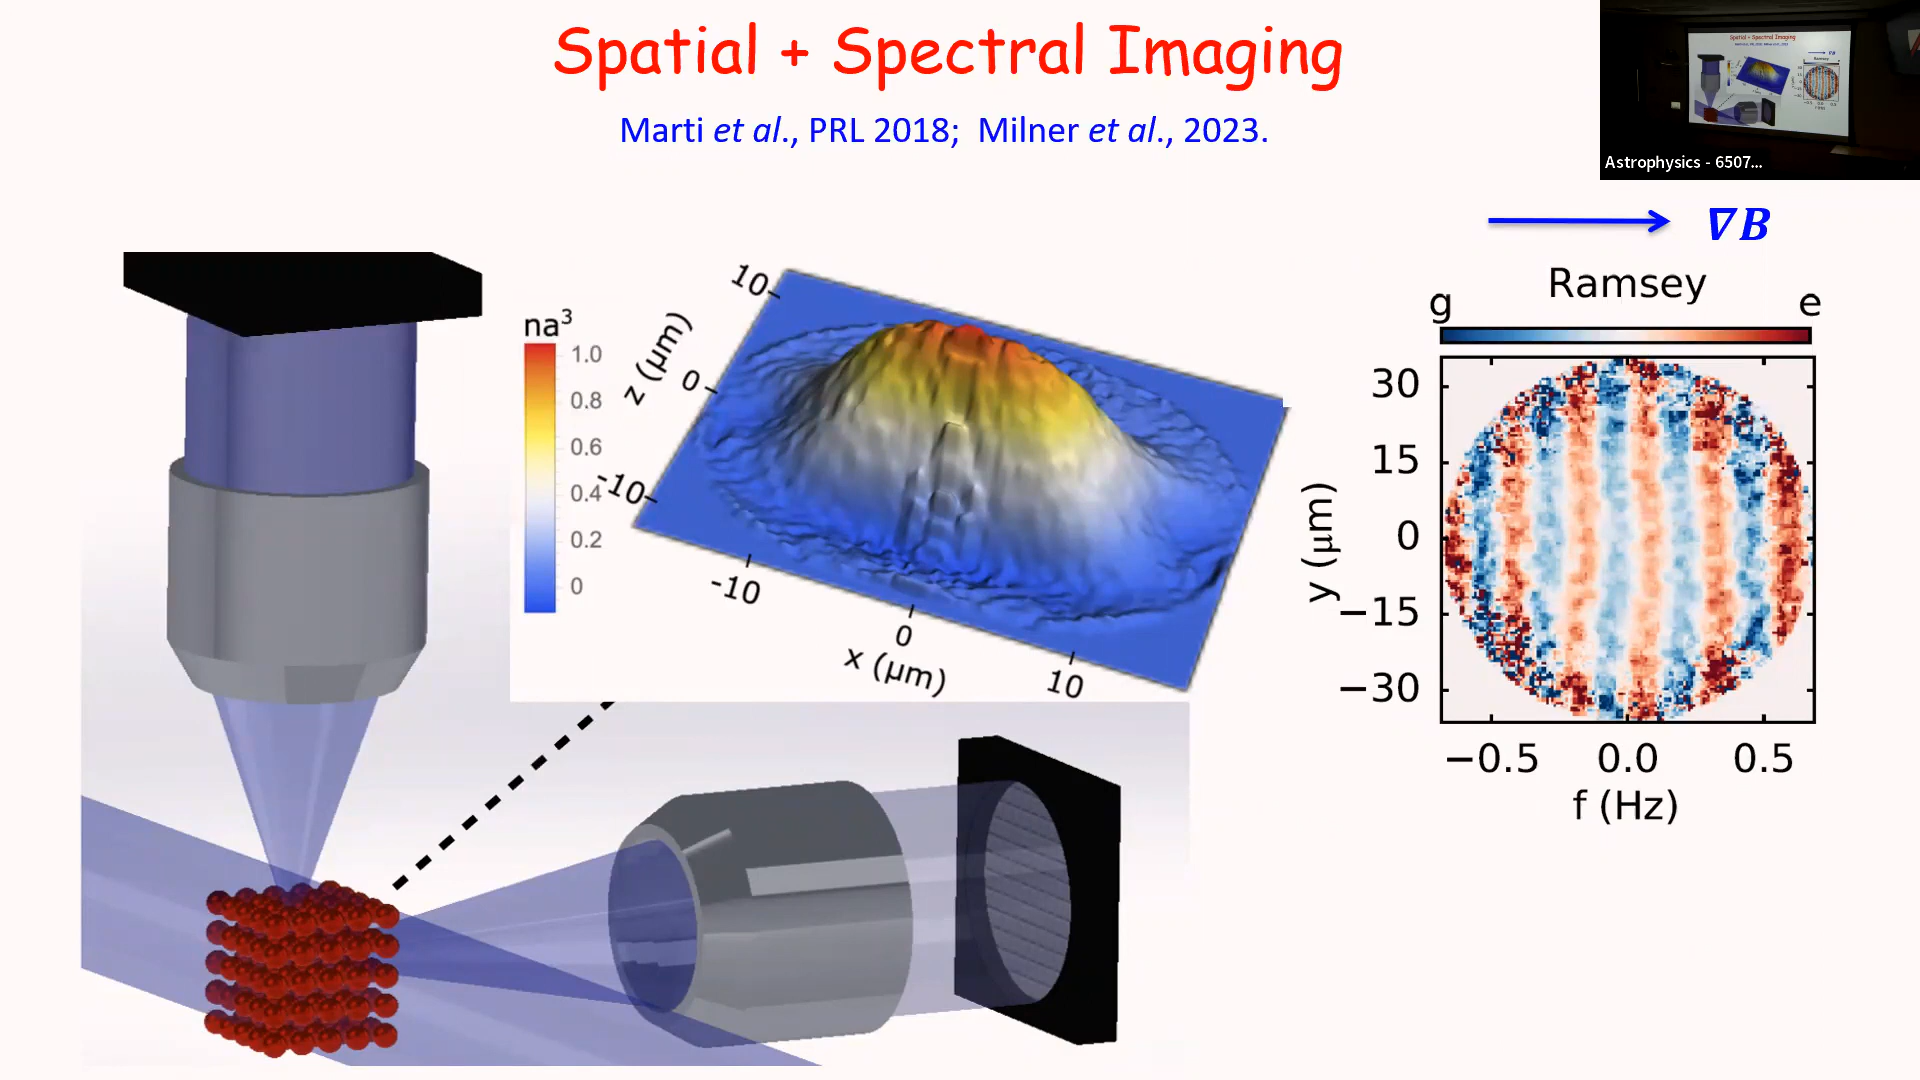 Spatial + Spectral Imaging
Marti et al., PRL 2018; Milner et al., 2023.
Astrophysics - 6507...
∇B
Ramsey
g
e
na³
1.0
0.8
0.6
0.4
0.2
0
z (μm)
10
0
-10
-10
0
10
x (μm)
y (μm)
30
15
0
−15
−30
−0.5 0.0 0.5
f (Hz)